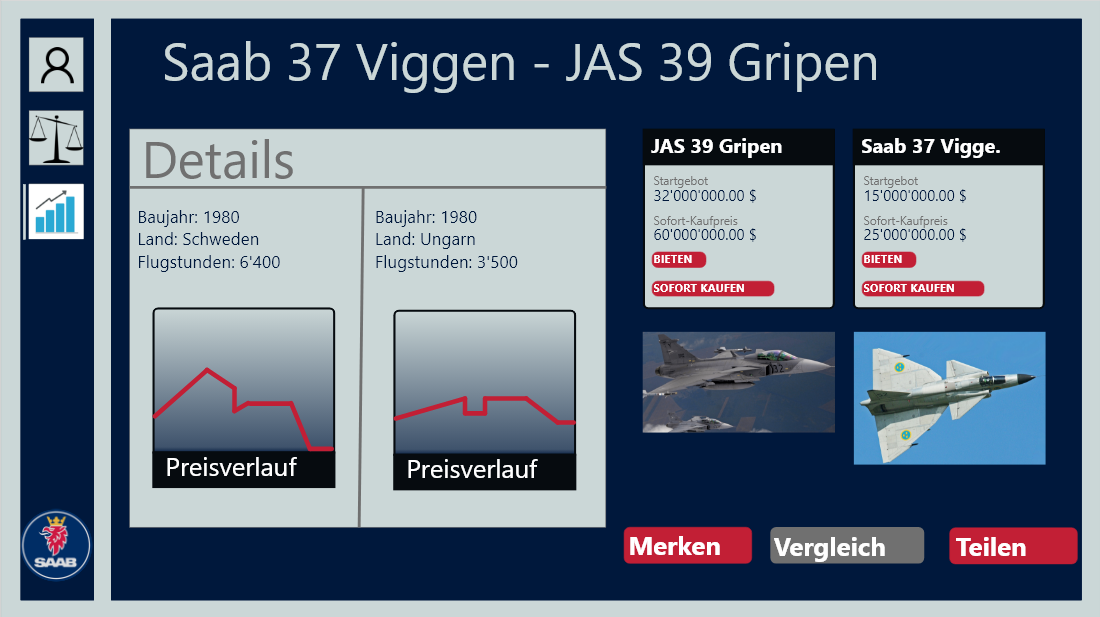 Saab 37 Viggen - JAS 39 Gripen
Details
Baujahr: 1980
Land: Schweden
Flugstunden: 6'400
Baujahr: 1980
Land: Ungarn
Flugstunden: 3'500
Preisverlauf
Preisverlauf
JAS 39 Gripen
Startgebot
32'000'000.00 $
Sofort-Kaufpreis
60'000'000.00 $
BIETEN
SOFORT KAUFEN
Saab 37 Vigge.
Startgebot
15'000'000.00 $
Sofort-Kaufpreis
25'000'000.00 $
BIETEN
SOFORT KAUFEN
SAAB
Merken
Vergleich
Teilen